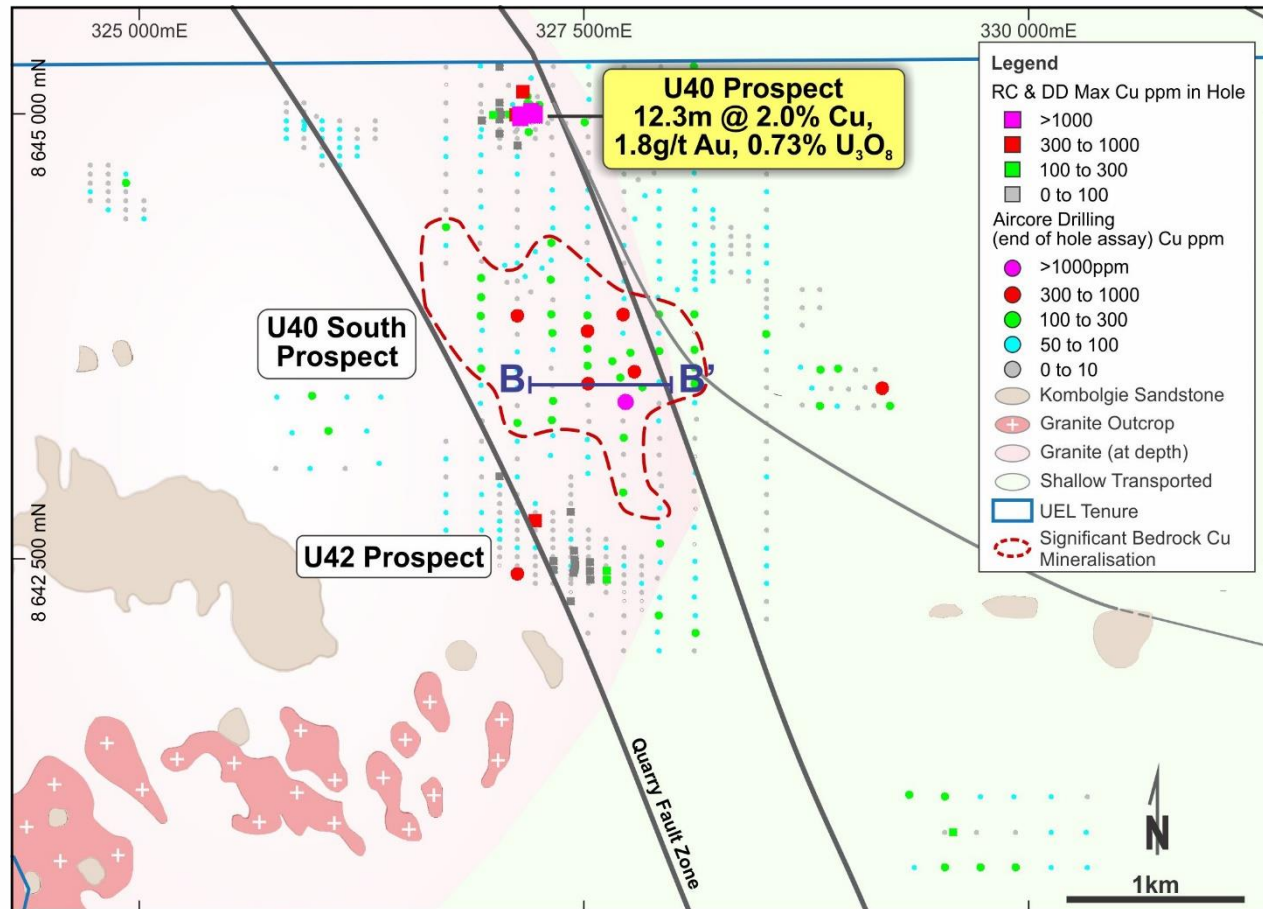 325 000mE
327 500mE
330 000mE
8 645 000 mN
8 642 500 mN
U40 Prospect
12.3m @ 2.0% Cu,
1.8g/t Au, 0.73% U₃O₈
U40 South
Prospect
B
B'
U42 Prospect
Quarry Fault Zone
Legend
RC & DD Max Cu ppm in Hole
>1000
300 to 1000
100 to 300
0 to 100
Aircore Drilling
(end of hole assay) Cu ppm
>1000ppm
300 to 1000
100 to 300
50 to 100
0 to 10
Kombolgie Sandstone
Granite Outcrop
Granite (at depth)
Shallow Transported
UEL Tenure
Significant Bedrock Cu
Mineralisation
N
1km